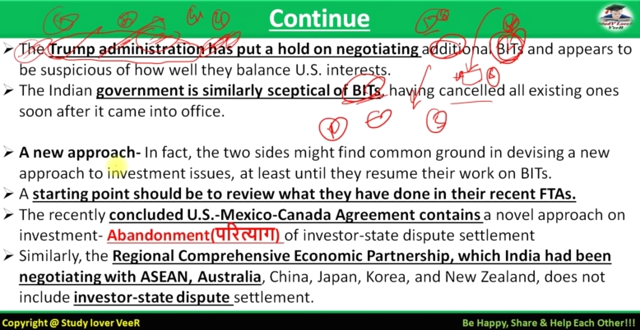 Continue
Study Lover
VeeR
➢ The Trump administration has put a hold on negotiating additional BITs and appears to
be suspicious of how well they balance U.S. interests.
➢ The Indian government is similarly sceptical of BITs, having cancelled all existing ones
soon after it came into office.
➢ A new approach- In fact, the two sides might find common ground in devising a new
approach to investment issues, at least until they resume their work on BITs.
➢ A starting point should be to review what they have done in their recent FTAs.
➢ The recently concluded U.S.-Mexico-Canada Agreement contains a novel approach on
investment- Abandonment(परित्याग) of investor-state dispute settlement
➢ Similarly, the Regional Comprehensive Economic Partnership, which India had been
negotiating with ASEAN, Australia, China, Japan, Korea, and New Zealand, does not
include investor-state dispute settlement.
Copyright @ Study lover VeeR
Be Happy, Share & Help Each Other!!!